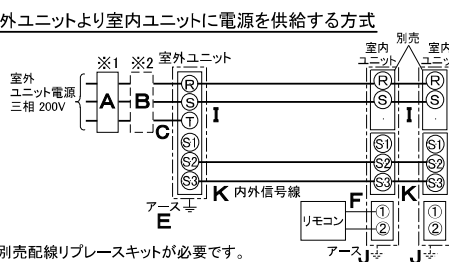 外ユニットより室内ユニットに電源を供給する方式
別売
※1 ※2 室外ユニット
室内
ユニット
室内
ユニッ
室外
ユニット電源
三相 200V
A B
R
S
T
S1
S2
S3
I
C
R
S
S1
S2
S3
I
R
S
S1
S2
S3
K 内外信号線
K
アース
E
F
リモコン
①
②
①
②
アース J
J
別売配線リプレースキットが必要です。